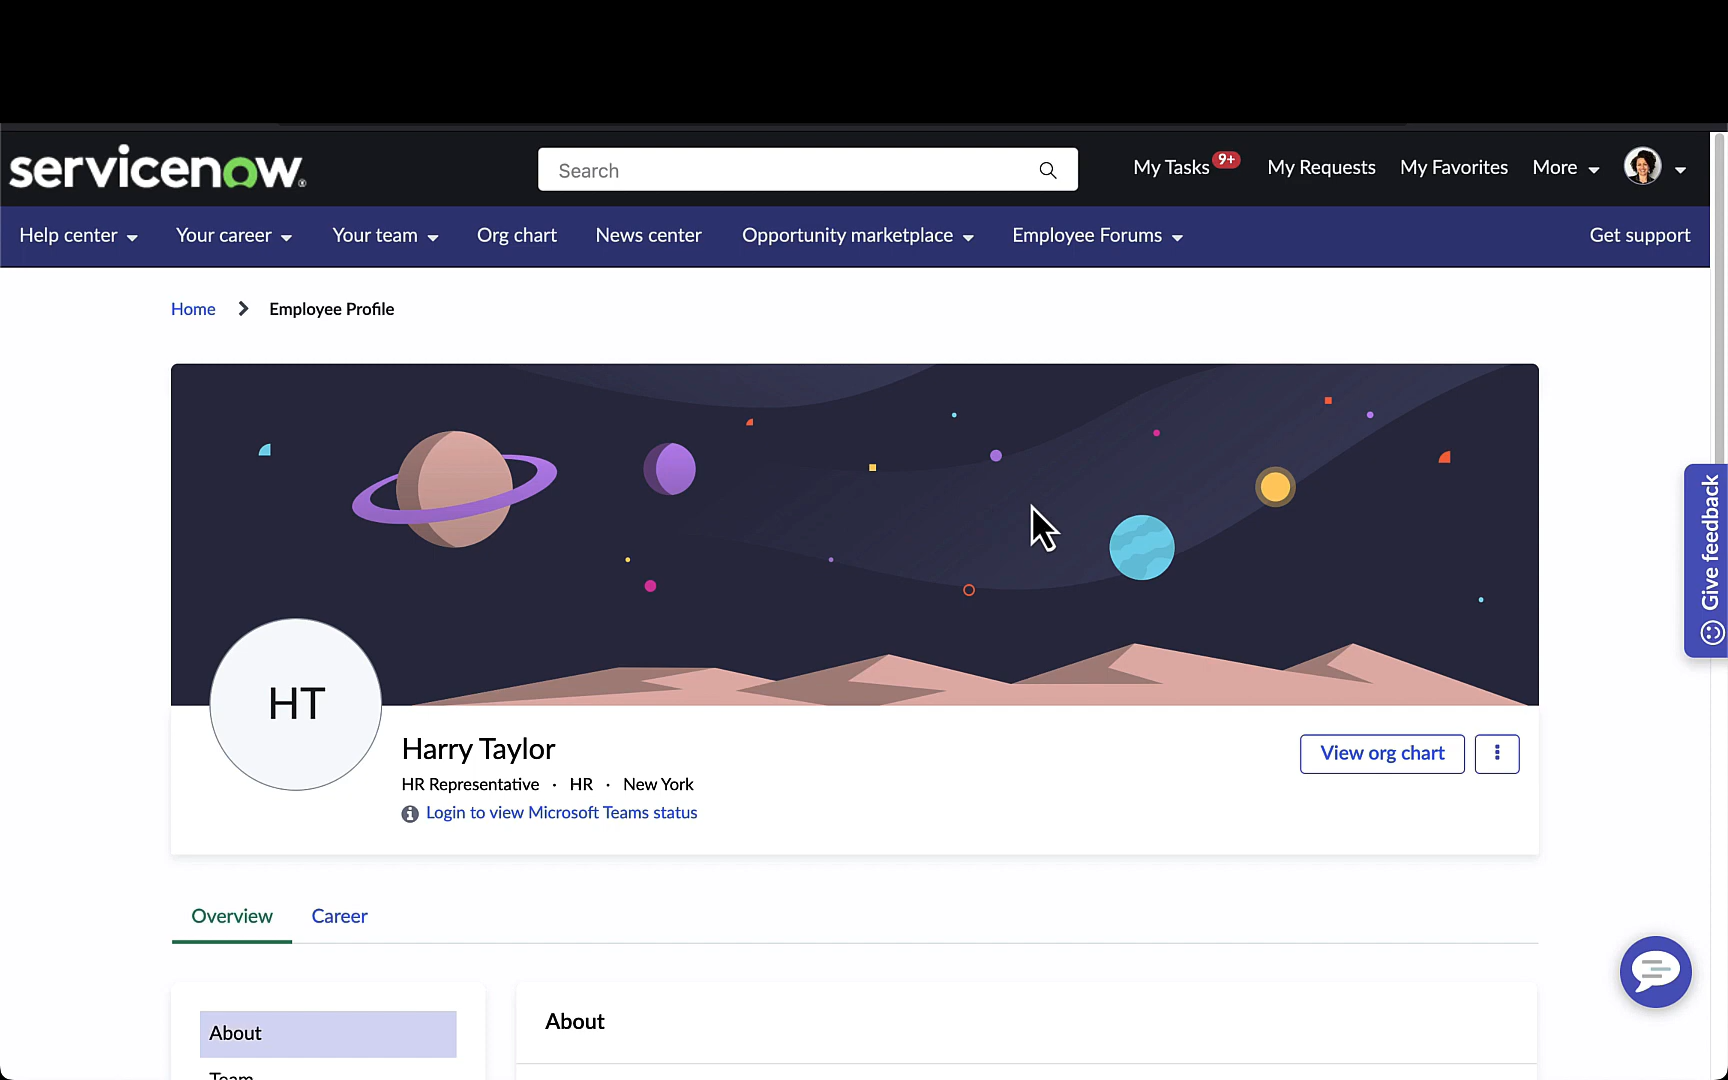 servicenow®
Search
My Tasks 9+
My Requests
My Favorites
More
Help center
Your career
Your team
Org chart
News center
Opportunity marketplace
Employee Forums
Get support
Home
Employee Profile
Give feedback
HT
Harry Taylor
HR Representative · HR · New York
Login to view Microsoft Teams status
View org chart
Overview
Career
About
Team
About